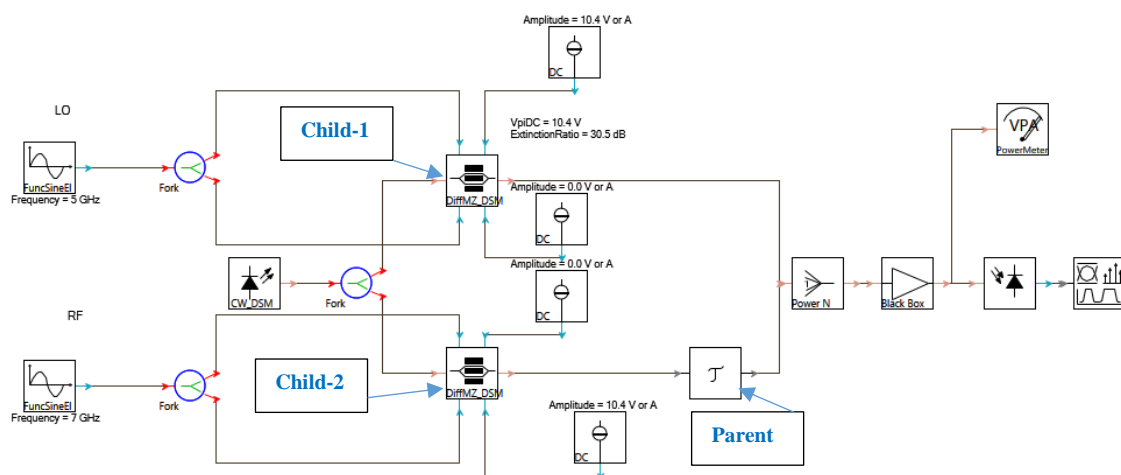 Amplitude = 10.4 V or A
DC
LO
Child-1
VpiDC = 10.4 V
ExtinctionRatio = 30.5 dB
VPA
PowerMeter
FuncSineEl
Frequency = 5 GHz
Fork
DiffMZ_DSM
Amplitude = 0.0 V or A
DC
Amplitude = 0.0 V or A
CW_DSM
Fork
DC
Power N
Black Box
RF
Child-2
FuncSineEl
Frequency = 7 GHz
Fork
DiffMZ_DSM
τ
Amplitude = 10.4 V or A
DC
Parent